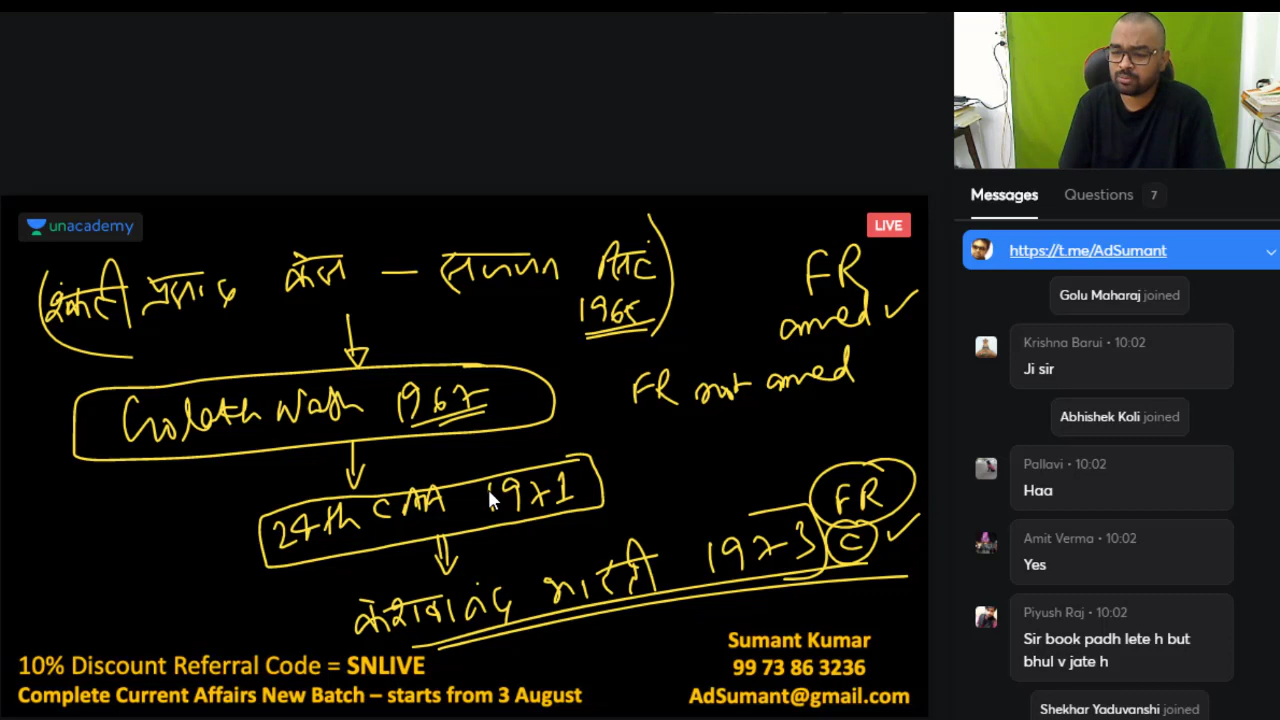 unacademy
LIVE
शंकरी प्रसाद केस — सज्जन सिंह
1965
FR
amed ✓
Golakh Nath 1967
FR not amed
24th CAA 1971
FR
C ✓
केशवानंद भारती 1973
10% Discount Referral Code = SNLIVE
Complete Current Affairs New Batch – starts from 3 August
Sumant Kumar
99 73 86 3236
AdSumant@gmail.com
Messages
Questions 7
https://t.me/AdSumant
Golu Maharaj joined
Krishna Barui • 10:02
Ji sir
Abhishek Koli joined
Pallavi • 10:02
Haa
Amit Verma • 10:02
Yes
Piyush Raj • 10:02
Sir book padh lete h but
bhul v jate h
Shekhar Yaduvanshi joined